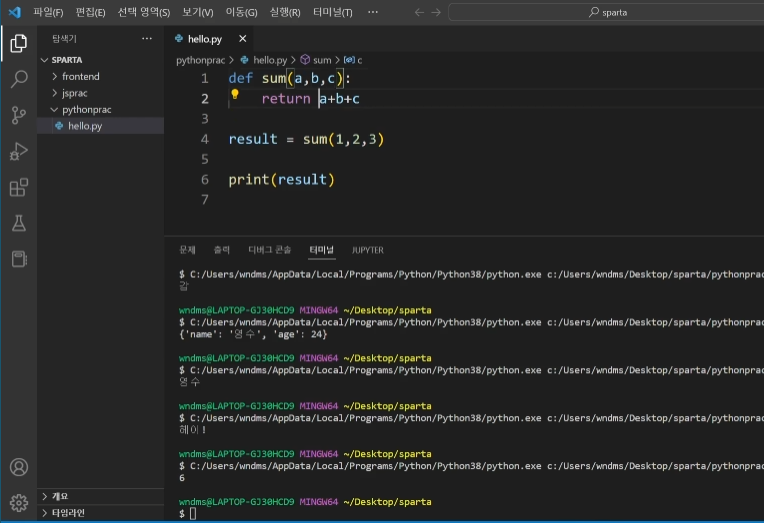 파일(F) 편집(E) 선택 영역(S) 보기(V) 이동(G) 실행(R) 터미널(T) ··· sparta
탐색기 ···
SPARTA
frontend
jsprac
pythonprac
hello.py
hello.py
pythonprac > hello.py > sum > c
1 def sum(a,b,c):
2 return a+b+c
3
4 result = sum(1,2,3)
5
6 print(result)
7
문제 출력 디버그 콘솔 터미널 JUPYTER
$ C:/Users/wndms/AppData/Local/Programs/Python/Python38/python.exe c:/Users/wndms/Desktop/sparta/pythonprac
감
wndms@LAPTOP-GJ30HCD9 MINGW64 ~/Desktop/sparta
$ C:/Users/wndms/AppData/Local/Programs/Python/Python38/python.exe c:/Users/wndms/Desktop/sparta/pythonprac
{'name': '영수', 'age': 24}
wndms@LAPTOP-GJ30HCD9 MINGW64 ~/Desktop/sparta
$ C:/Users/wndms/AppData/Local/Programs/Python/Python38/python.exe c:/Users/wndms/Desktop/sparta/pythonprac
영수
wndms@LAPTOP-GJ30HCD9 MINGW64 ~/Desktop/sparta
$ C:/Users/wndms/AppData/Local/Programs/Python/Python38/python.exe c:/Users/wndms/Desktop/sparta/pythonprac
헤이!
wndms@LAPTOP-GJ30HCD9 MINGW64 ~/Desktop/sparta
$ C:/Users/wndms/AppData/Local/Programs/Python/Python38/python.exe c:/Users/wndms/Desktop/sparta/pythonprac
6
wndms@LAPTOP-GJ30HCD9 MINGW64 ~/Desktop/sparta
$
개요
타임라인